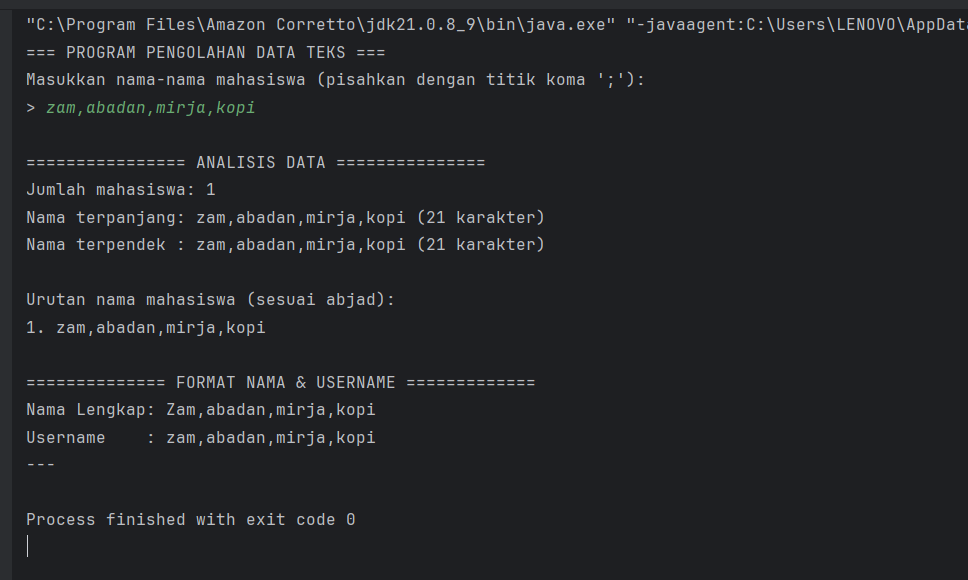 "C:\Program Files\Amazon Corretto\jdk21.0.8_9\bin\java.exe" "-javaagent:C:\Users\LENOVO\AppData
=== PROGRAM PENGOLAHAN DATA TEKS ===
Masukkan nama-nama mahasiswa (pisahkan dengan titik koma ';'):
> zam,abadan,mirja,kopi
================ ANALISIS DATA ===============
Jumlah mahasiswa: 1
Nama terpanjang: zam,abadan,mirja,kopi (21 karakter)
Nama terpendek : zam,abadan,mirja,kopi (21 karakter)
Urutan nama mahasiswa (sesuai abjad):
1. zam,abadan,mirja,kopi
============== FORMAT NAMA & USERNAME =============
Nama Lengkap: Zam,abadan,mirja,kopi
Username    : zam,abadan,mirja,kopi
---
Process finished with exit code 0